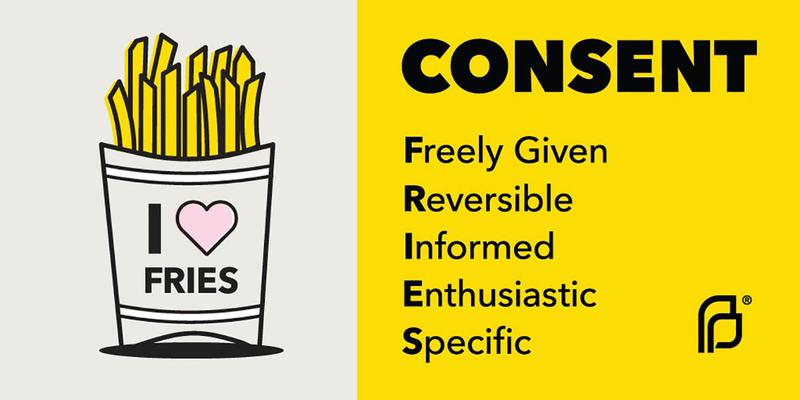 I ♥
FRIES
CONSENT
Freely Given
Reversible
Informed
Enthusiastic
Specific
®